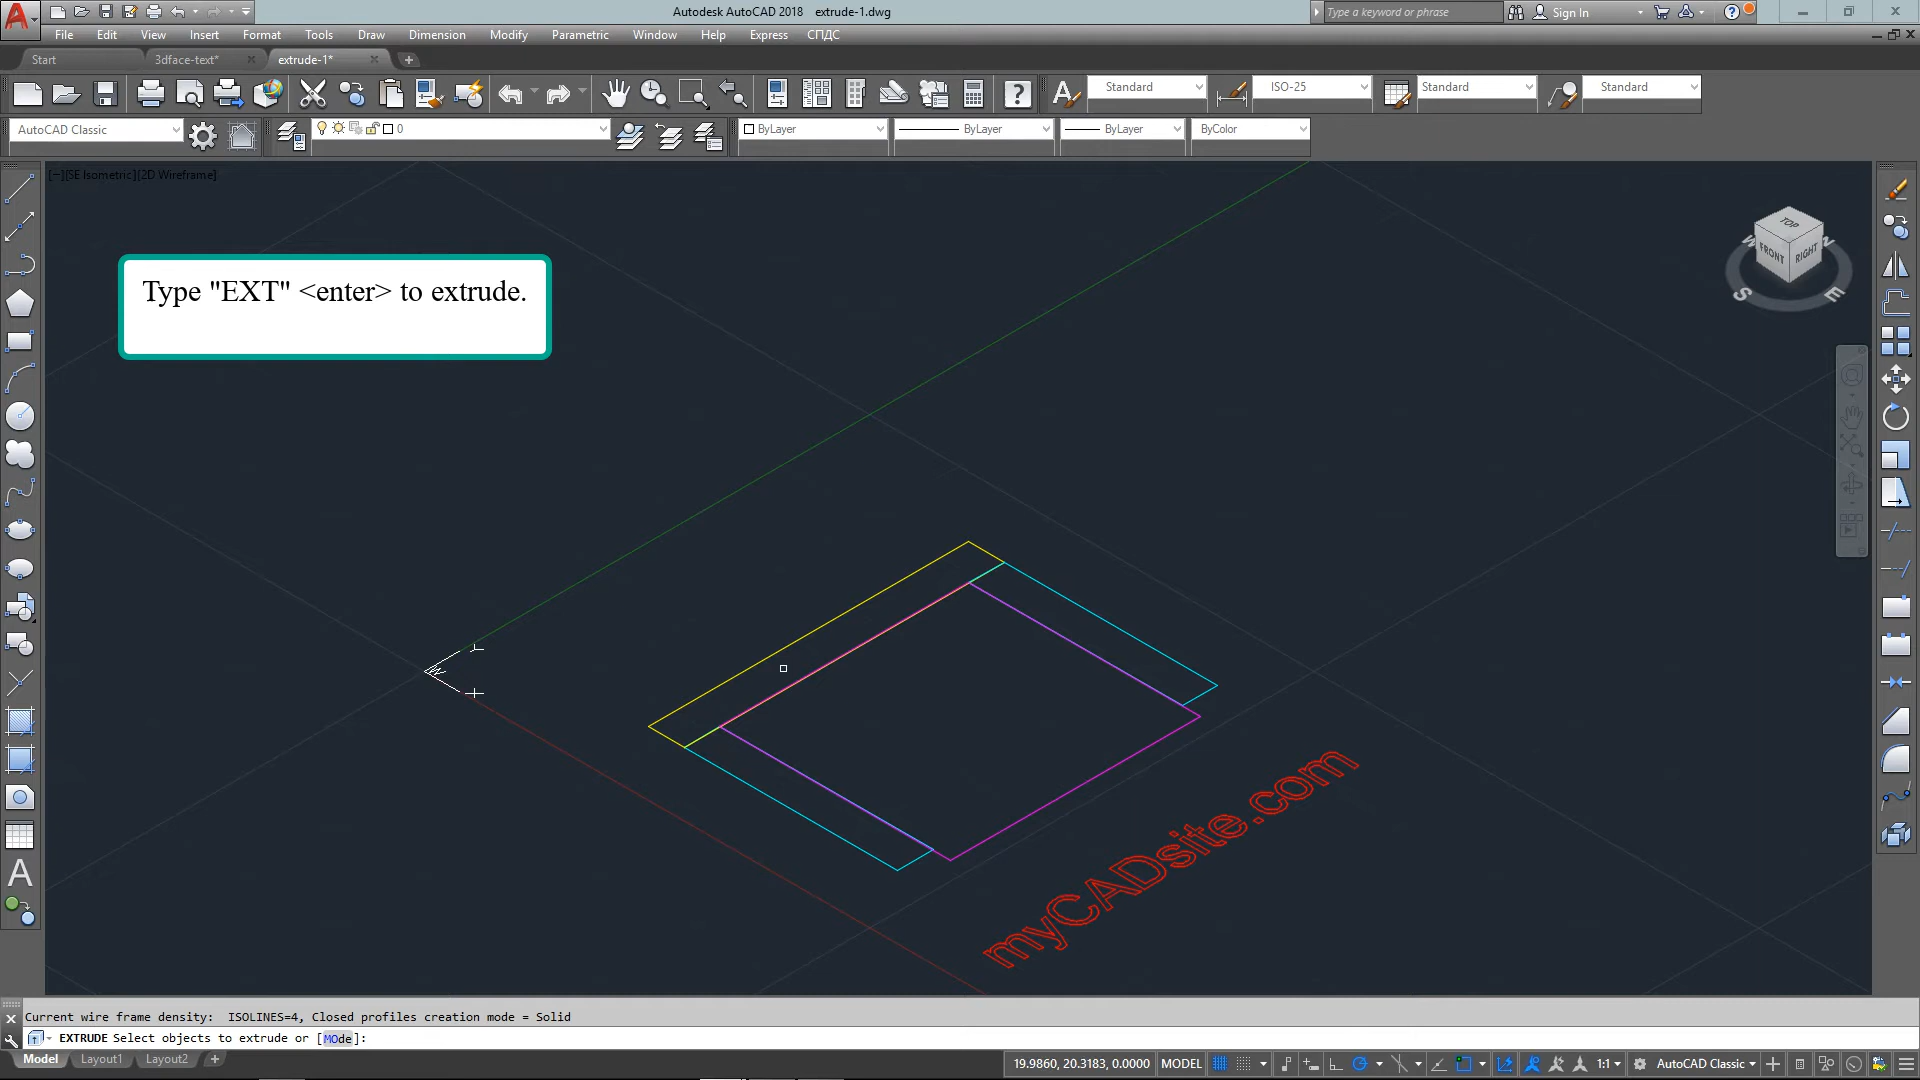 Autodesk AutoCAD 2018 extrude-1.dwg
Type a keyword or phrase
Sign In
File Edit View Insert Format Tools Draw Dimension Modify Parametric Window Help Express СПДС
Start 3dface-text* extrude-1*
Standard ISO-25 Standard Standard
AutoCAD Classic 0 ByLayer ByLayer ByLayer ByColor
[−][SE Isometric][2D Wireframe]
Type "EXT" <enter> to extrude.
TOP
FRONT RIGHT
S E
myCADsite.com
Current wire frame density: ISOLINES=4, Closed profiles creation mode = Solid
EXTRUDE Select objects to extrude or [MOde]:
Model Layout1 Layout2 +
19.9860, 20.3183, 0.0000 MODEL 1:1 AutoCAD Classic